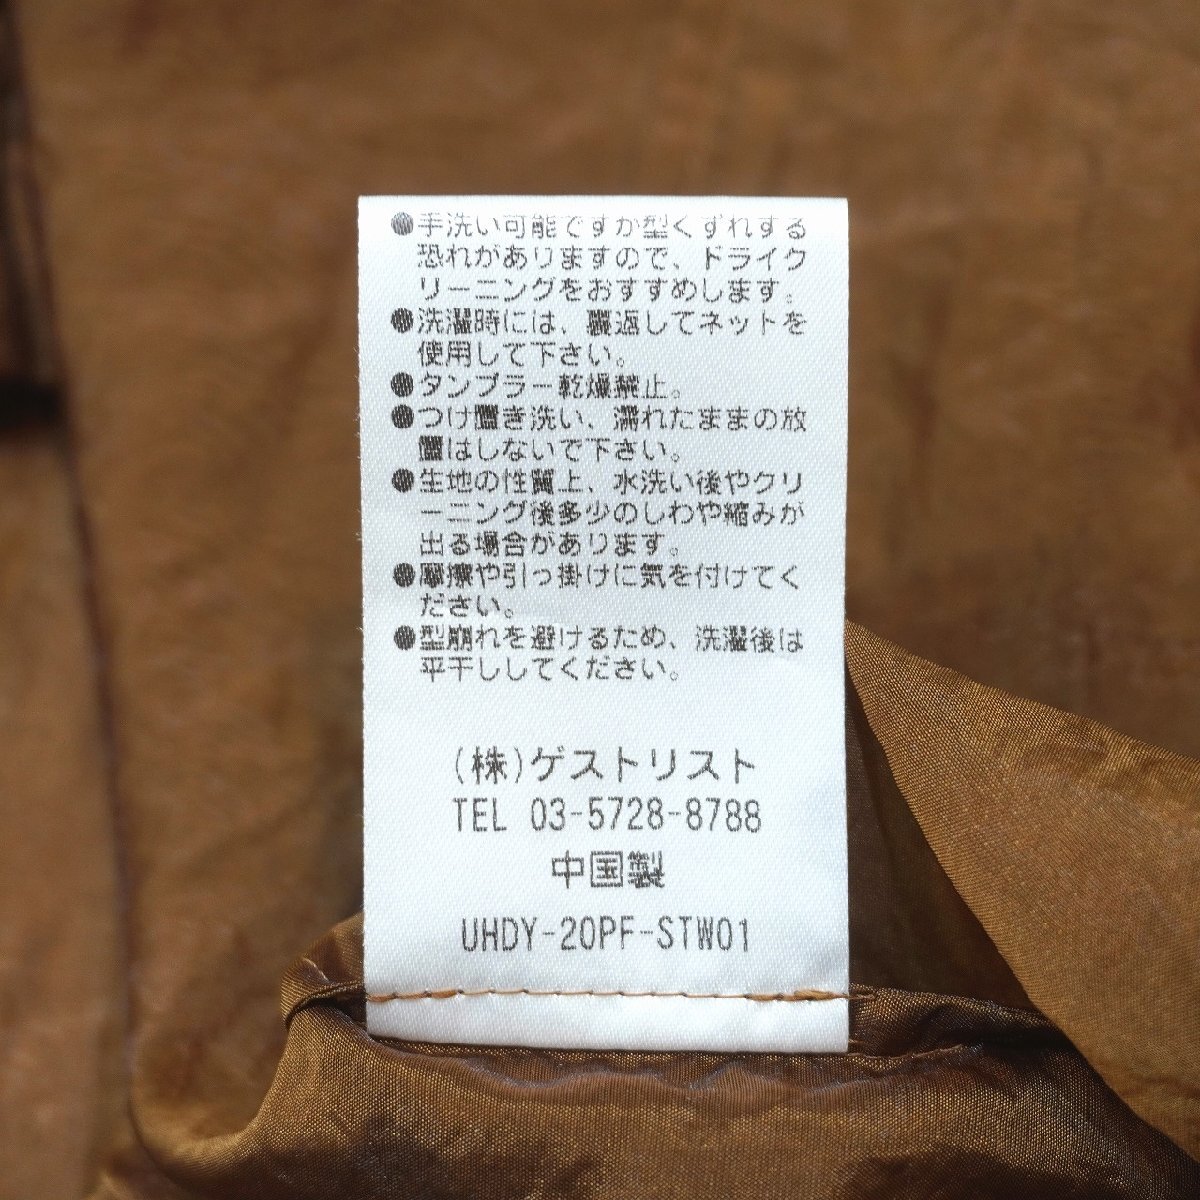 ●手洗い可能ですが型くずれする
恐れがありますので、ドライク
リーニングをおすすめします。
●洗濯時には、裏返してネットを
使用して下さい。
●タンブラー乾燥禁止。
●つけ置き洗い、濡れたままの放
置はしないで下さい。
●生地の性質上、水洗い後やクリ
ーニング後多少のしわや縮みが
出る場合があります。
●摩擦や引っ掛けに気を付けてく
ださい。
●型崩れを避けるため、洗濯後は
平干ししてください。
(株)ゲストリスト
TEL 03-5728-8788
中国製
UHDY-20PF-STW01